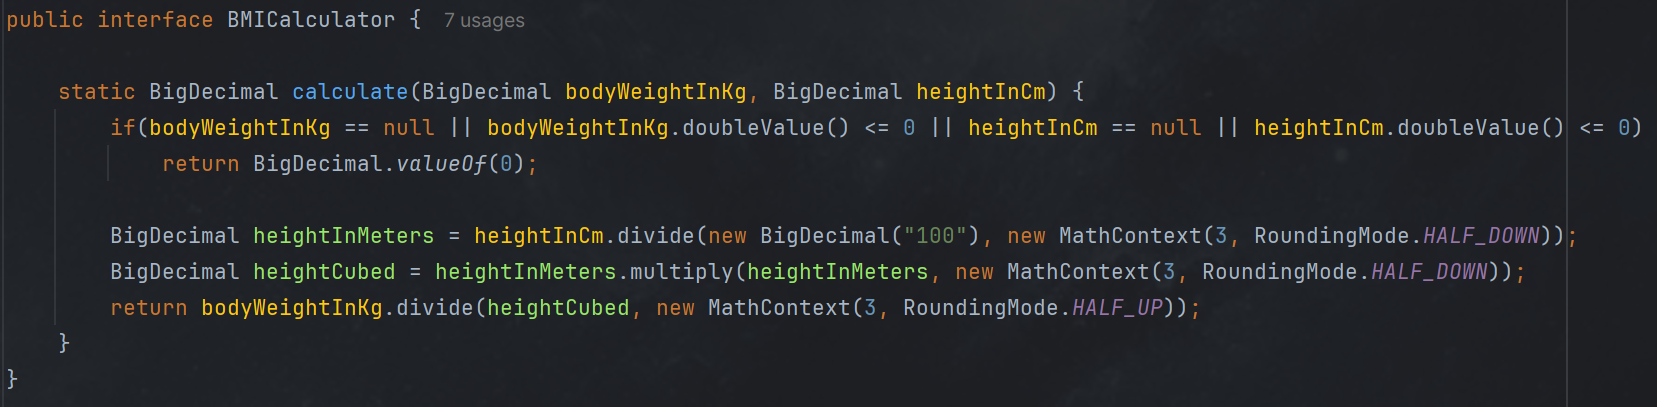 public interface BMICalculator {  7 usages
static BigDecimal calculate(BigDecimal bodyWeightInKg, BigDecimal heightInCm) {
if(bodyWeightInKg == null || bodyWeightInKg.doubleValue() <= 0 || heightInCm == null || heightInCm.doubleValue() <= 0)
return BigDecimal.valueOf(0);
BigDecimal heightInMeters = heightInCm.divide(new BigDecimal("100"), new MathContext(3, RoundingMode.HALF_DOWN));
BigDecimal heightCubed = heightInMeters.multiply(heightInMeters, new MathContext(3, RoundingMode.HALF_DOWN));
return bodyWeightInKg.divide(heightCubed, new MathContext(3, RoundingMode.HALF_UP));
}
}